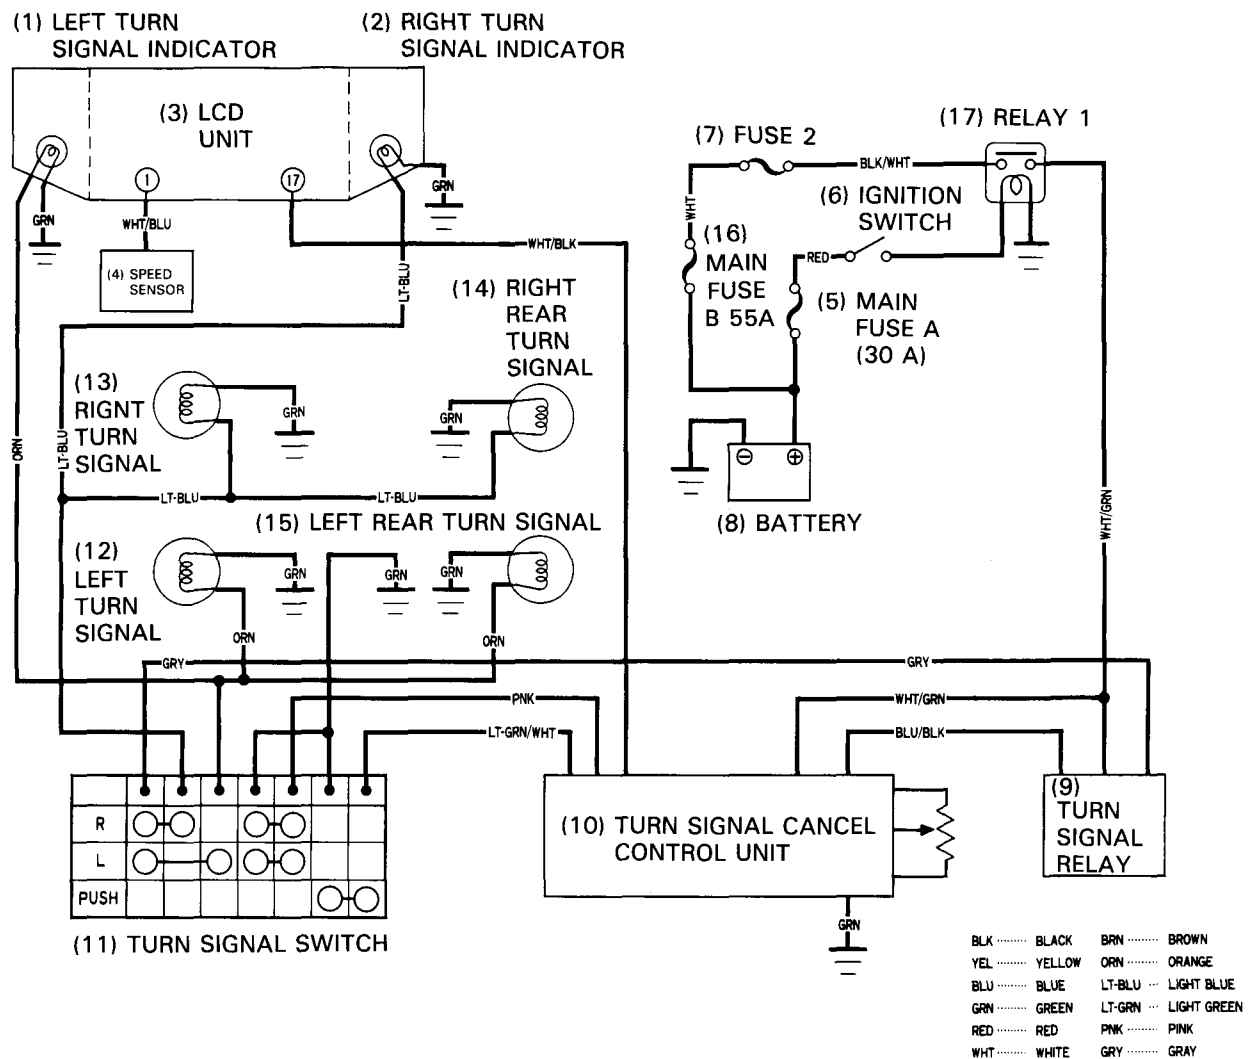 (1) LEFT TURN
SIGNAL INDICATOR
(2) RIGHT TURN
SIGNAL INDICATOR
(3) LCD
UNIT
1
17
GRN
GRN
WHT/BLU
(4) SPEED
SENSOR
WHT/BLK
LT-BLU
(7) FUSE 2
(17) RELAY 1
BLK/WHT
WHT
(6) IGNITION
SWITCH
RED
(16)
MAIN
FUSE
B 55A
(5) MAIN
FUSE A
(30 A)
(14) RIGHT
REAR
TURN
SIGNAL
(13)
RIGNT
TURN
SIGNAL
GRN
GRN
ORN
LT-BLU
LT-BLU
LT-BLU
⊖
⊕
(8) BATTERY
WHT/GRN
(15) LEFT REAR TURN SIGNAL
(12)
LEFT
TURN
SIGNAL
GRN
GRN
GRN
ORN
ORN
GRY
GRY
PNK
WHT/GRN
LT-GRN/WHT
BLU/BLK
R
L
PUSH
(11) TURN SIGNAL SWITCH
(10) TURN SIGNAL CANCEL
CONTROL UNIT
GRN
(9)
TURN
SIGNAL
RELAY
BLK ········ BLACK BRN ········ BROWN
YEL ········ YELLOW ORN ········ ORANGE
BLU ········ BLUE LT-BLU ··· LIGHT BLUE
GRN ········ GREEN LT-GRN ··· LIGHT GREEN
RED ········ RED PNK ········ PINK
WHT ········ WHITE GRY ········ GRAY